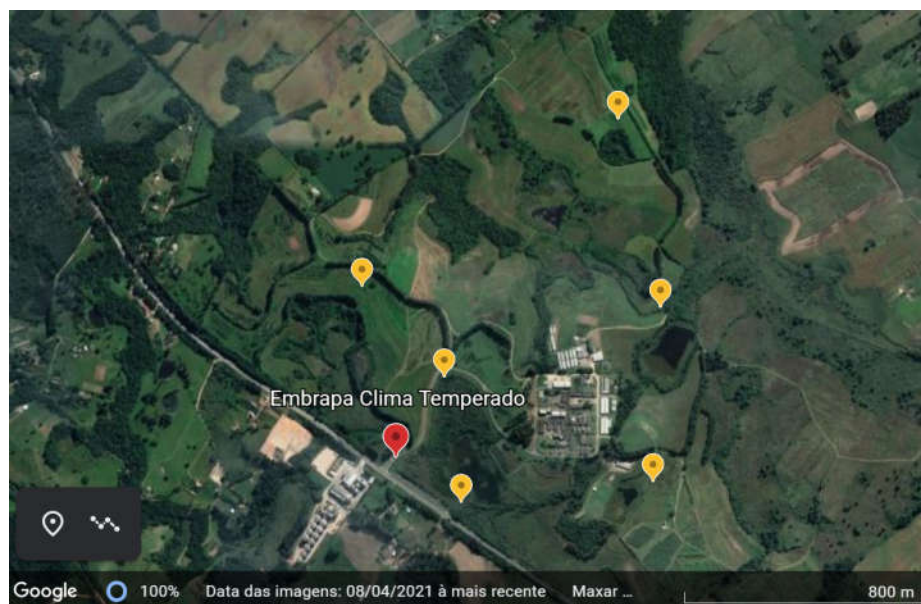 Embrapa Clima Temperado
Google 100% Data das imagens: 08/04/2021 à mais recente Maxar ... 800 m